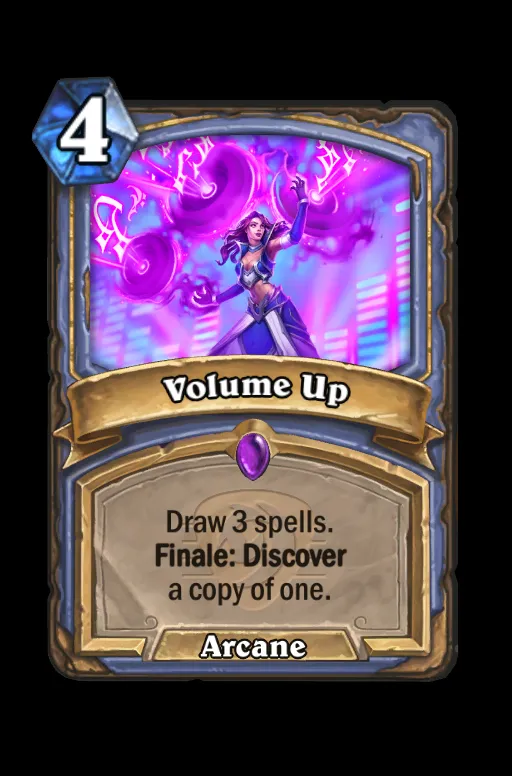 4
Volume Up
Draw 3 spells.
Finale: Discover
a copy of one.
Arcane